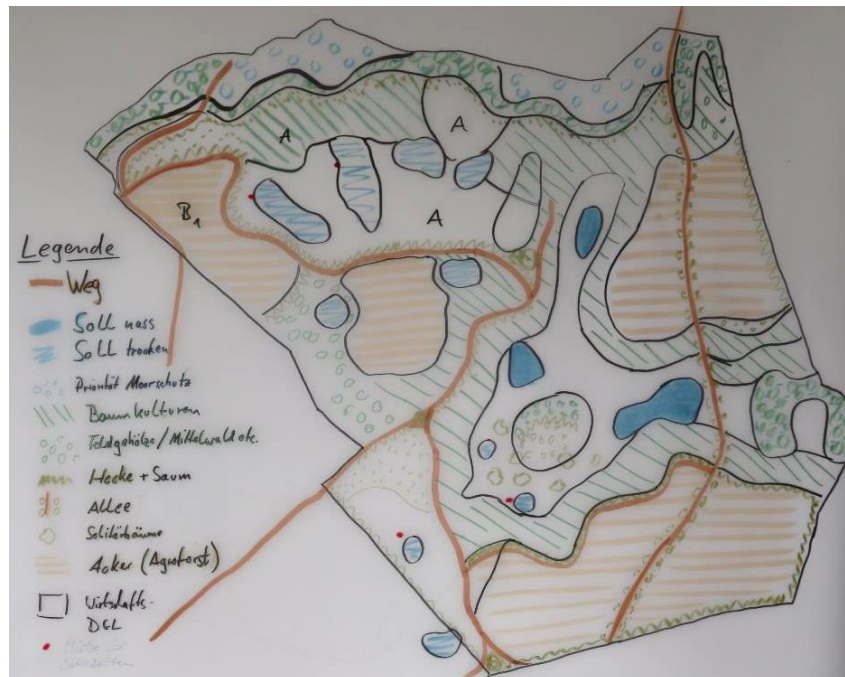 A
A
B₁
A
Legende
Weg
Soll nass
Soll trocken
Priorität Moorschutz
Baumkulturen
Feldgehölze/Mittelwald etc.
Hecke + Saum
Allee
Solitärbäume
Acker (Agroforst)
Wirtschafts-
DGL